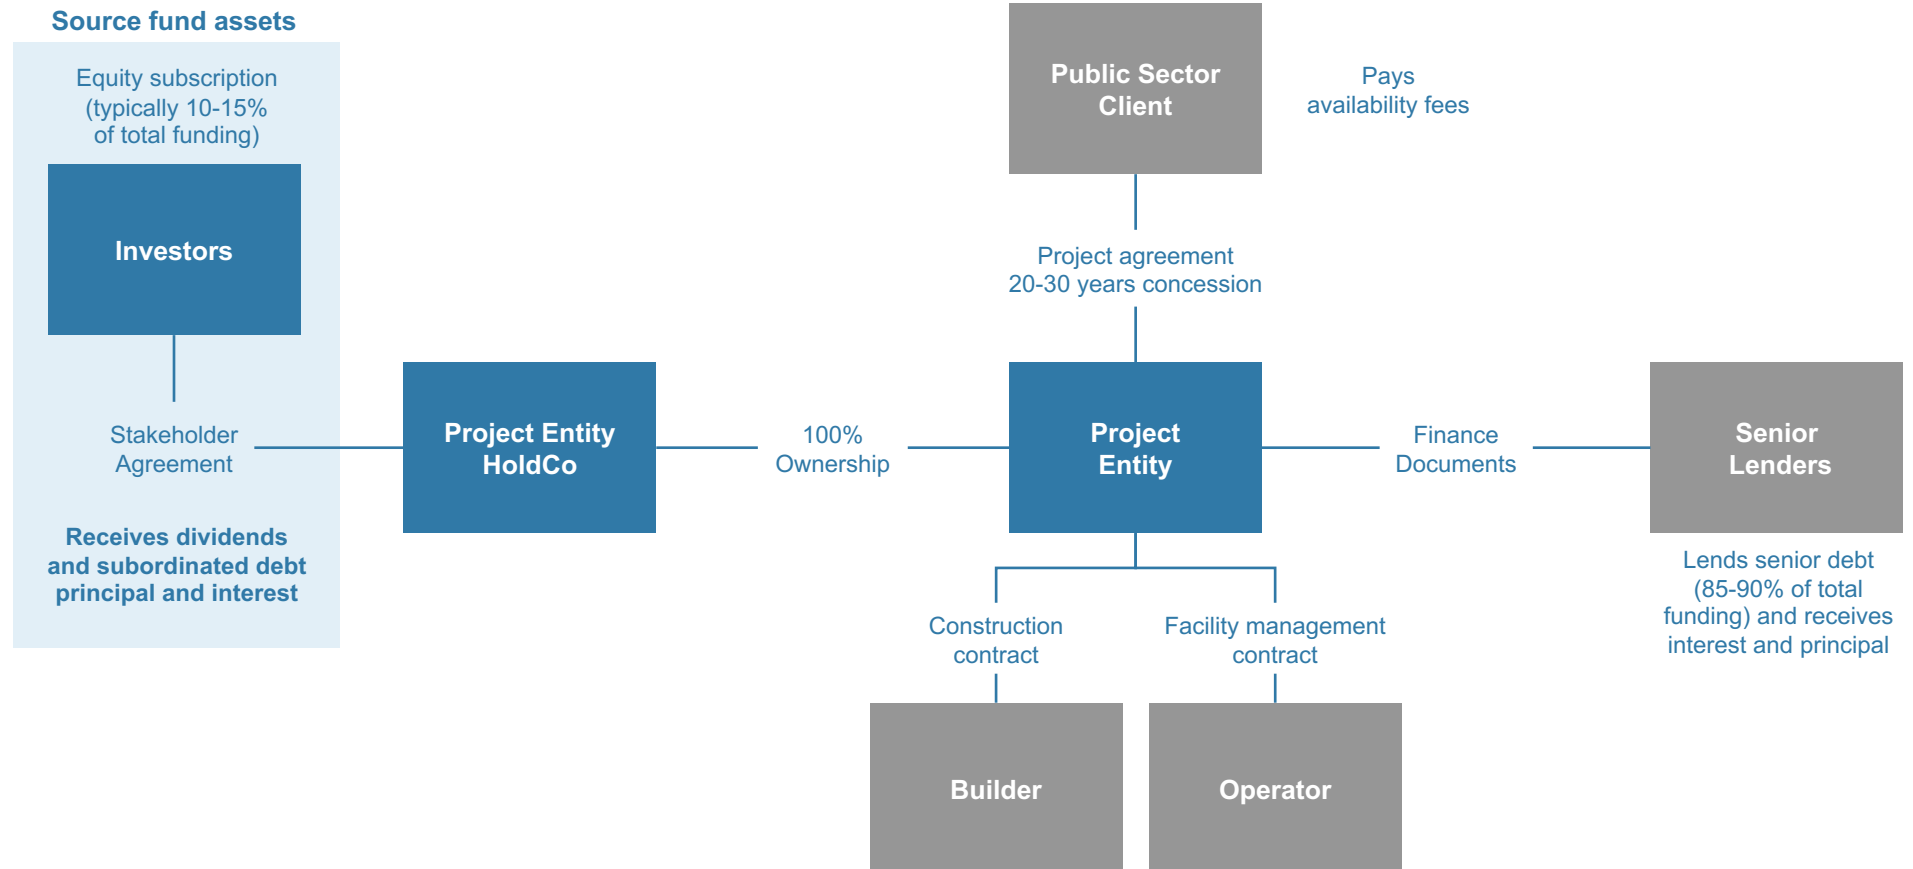 Source fund assets
Equity subscription
(typically 10-15%
of total funding)
Investors
Stakeholder
Agreement
Receives dividends
and subordinated debt
principal and interest
Project Entity
HoldCo
100%
Ownership
Public Sector
Client
Pays
availability fees
Project agreement
20-30 years concession
Project
Entity
Finance
Documents
Senior
Lenders
Lends senior debt
(85-90% of total
funding) and receives
interest and principal
Construction
contract
Facility management
contract
Builder
Operator